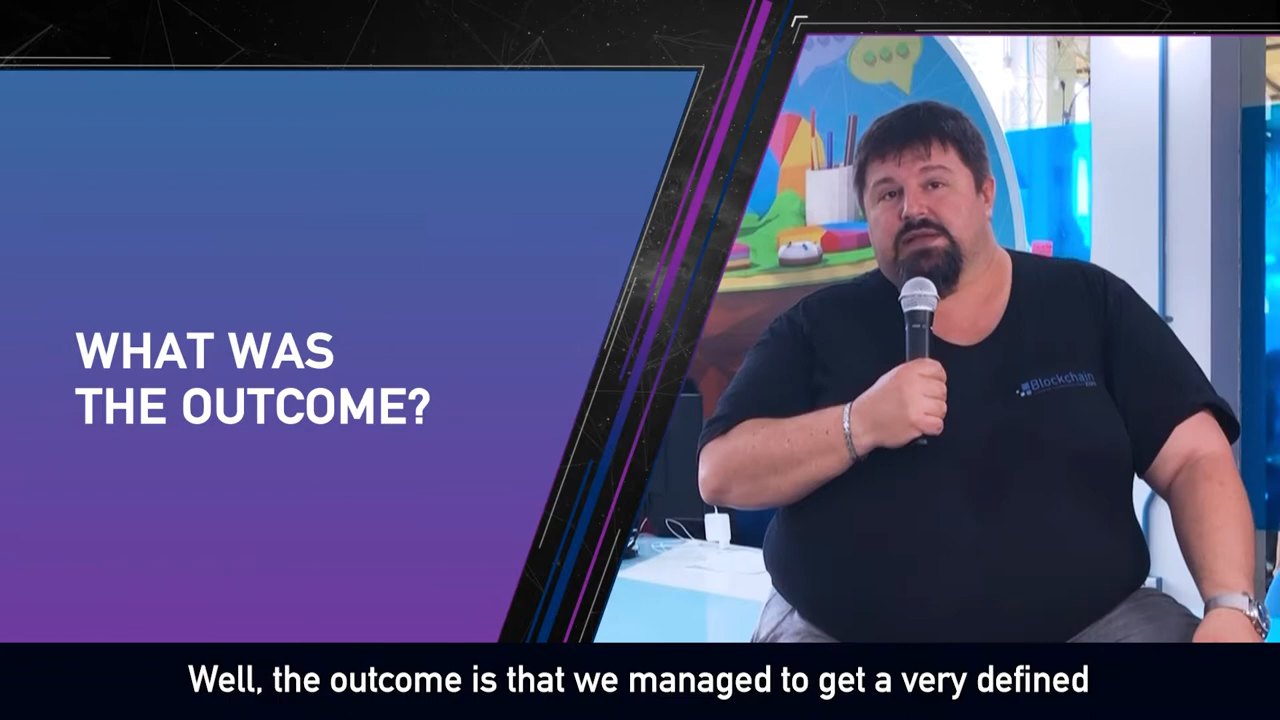 WHAT WAS
THE OUTCOME?
Blockchain
Well, the outcome is that we managed to get a very defined